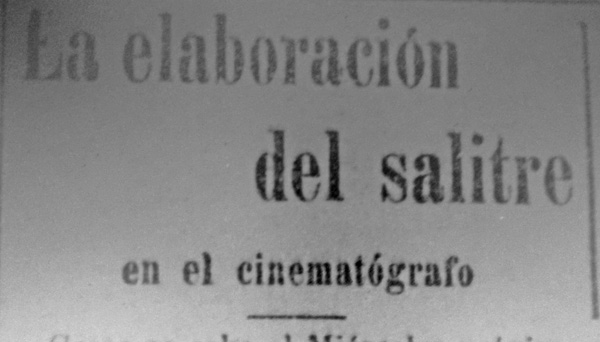 La elaboración
del salitre
en el cinematógrafo